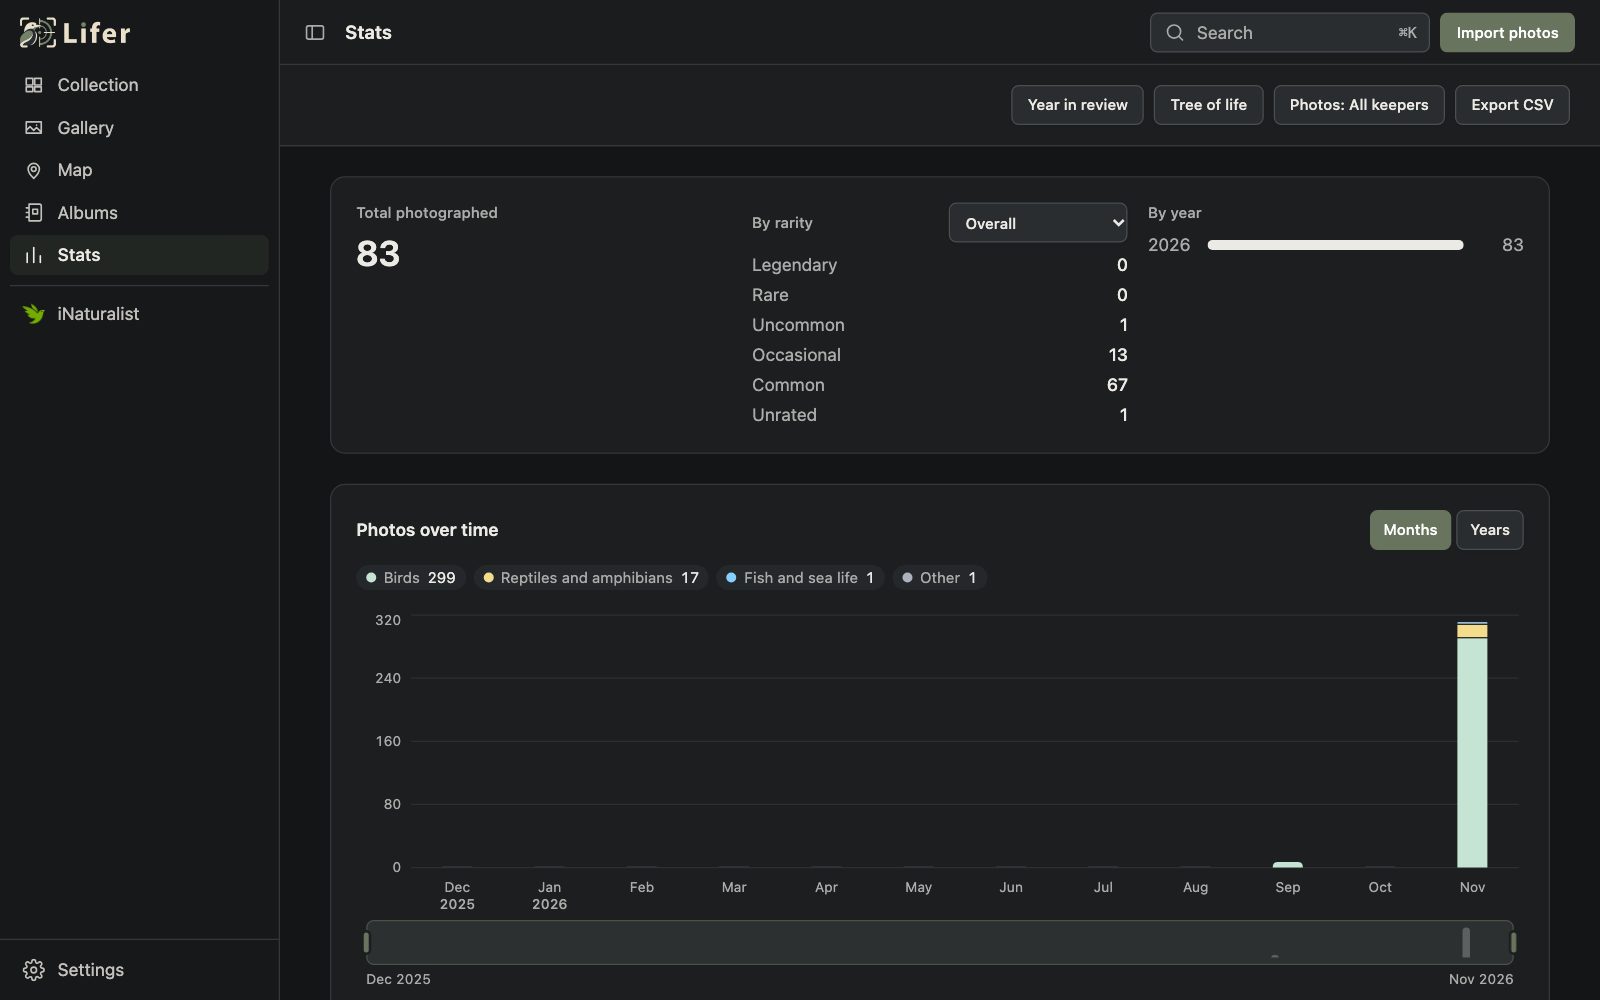 Lifer
Stats
Search
⌘K
Import photos
Collection
Gallery
Map
Albums
Stats
iNaturalist
Settings
Year in review
Tree of life
Photos: All keepers
Export CSV
Total photographed
83
By rarity
Overall
Legendary 0
Rare 0
Uncommon 1
Occasional 13
Common 67
Unrated 1
By year
2026 83
Photos over time
Months
Years
Birds 299
Reptiles and amphibians 17
Fish and sea life 1
Other 1
320
240
160
80
0
Dec Jan Feb Mar Apr May Jun Jul Aug Sep Oct Nov
2025 2026
Dec 2025 Nov 2026